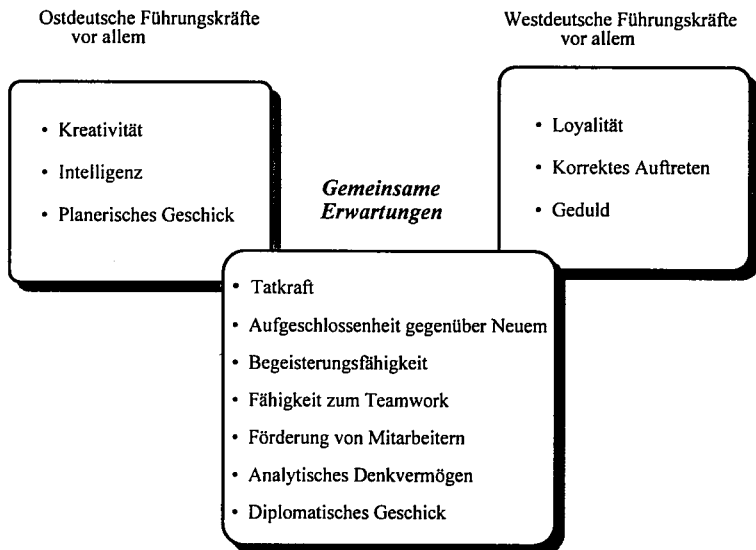 Ostdeutsche Führungskräfte
vor allem
• Kreativität
• Intelligenz
• Planerisches Geschick
Westdeutsche Führungskräfte
vor allem
• Loyalität
• Korrektes Auftreten
• Geduld
Gemeinsame
Erwartungen
• Tatkraft
• Aufgeschlossenheit gegenüber Neuem
• Begeisterungsfähigkeit
• Fähigkeit zum Teamwork
• Förderung von Mitarbeitern
• Analytisches Denkvermögen
• Diplomatisches Geschick